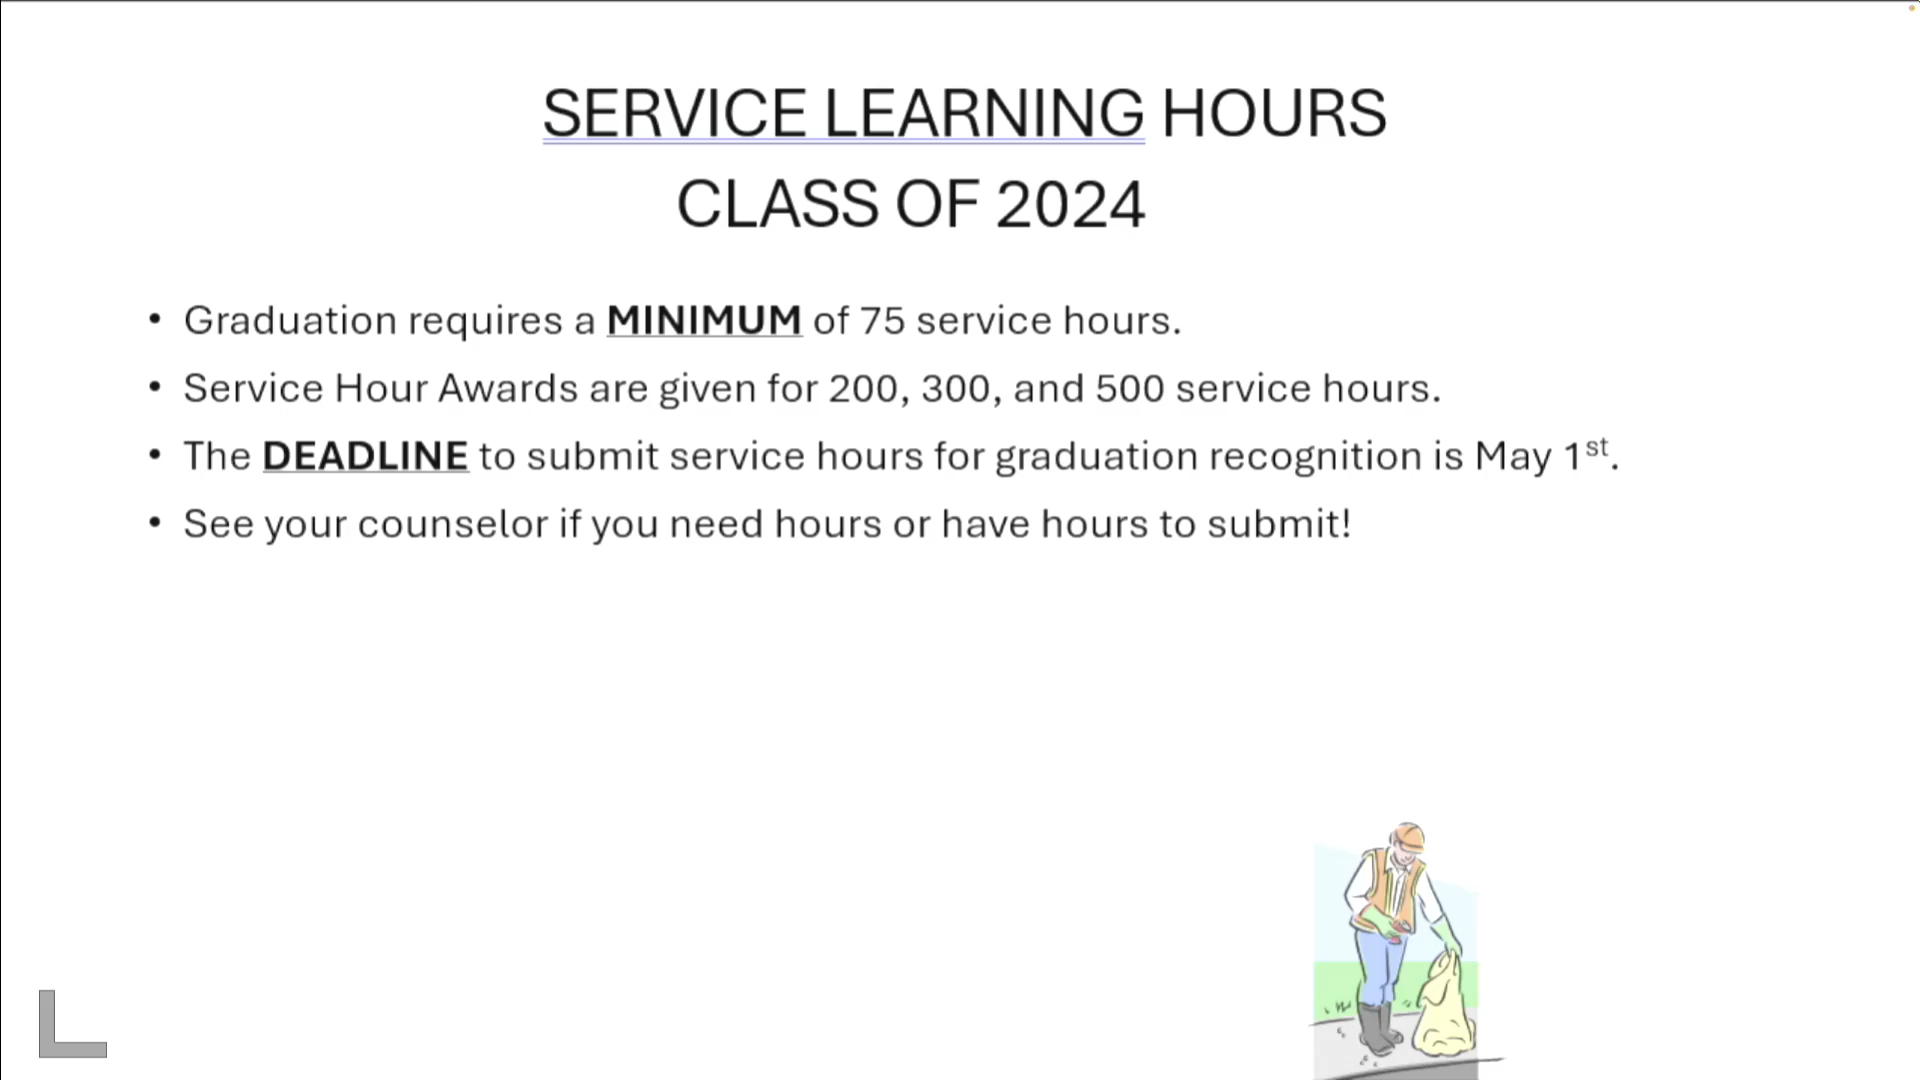 SERVICE LEARNING HOURS
CLASS OF 2024
• Graduation requires a MINIMUM of 75 service hours.
• Service Hour Awards are given for 200, 300, and 500 service hours.
• The DEADLINE to submit service hours for graduation recognition is May 1st.
• See your counselor if you need hours or have hours to submit!